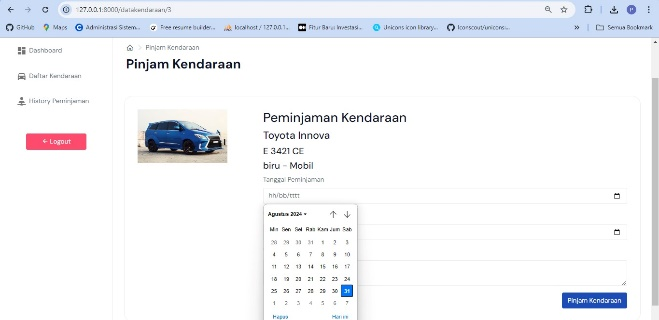 127.0.0.1:8000/datakendaraan/3
GitHub Maps Administrasi Sistem... Free resume builder... localhost / 127.0.0.1... Fitur Baru! Investasi... Unicons icon library... Iconscout/unicons:... » Semua Bookmark
Dashboard
Daftar Kendaraan
History Peminjaman
Logout
Pinjam Kendaraan
Pinjam Kendaraan
Peminjaman Kendaraan
Toyota Innova
E 3421 CE
biru - Mobil
Tanggal Peminjaman
hh/bb/tttt
Agustus 2024
Min Sen Sel Rab Kam Jum Sab
28 29 30 31 1 2 3
4 5 6 7 8 9 10
11 12 13 14 15 16 17
18 19 20 21 22 23 24
25 26 27 28 29 30 31
1 2 3 4 5 6 7
Hapus Hari ini
Pinjam Kendaraan